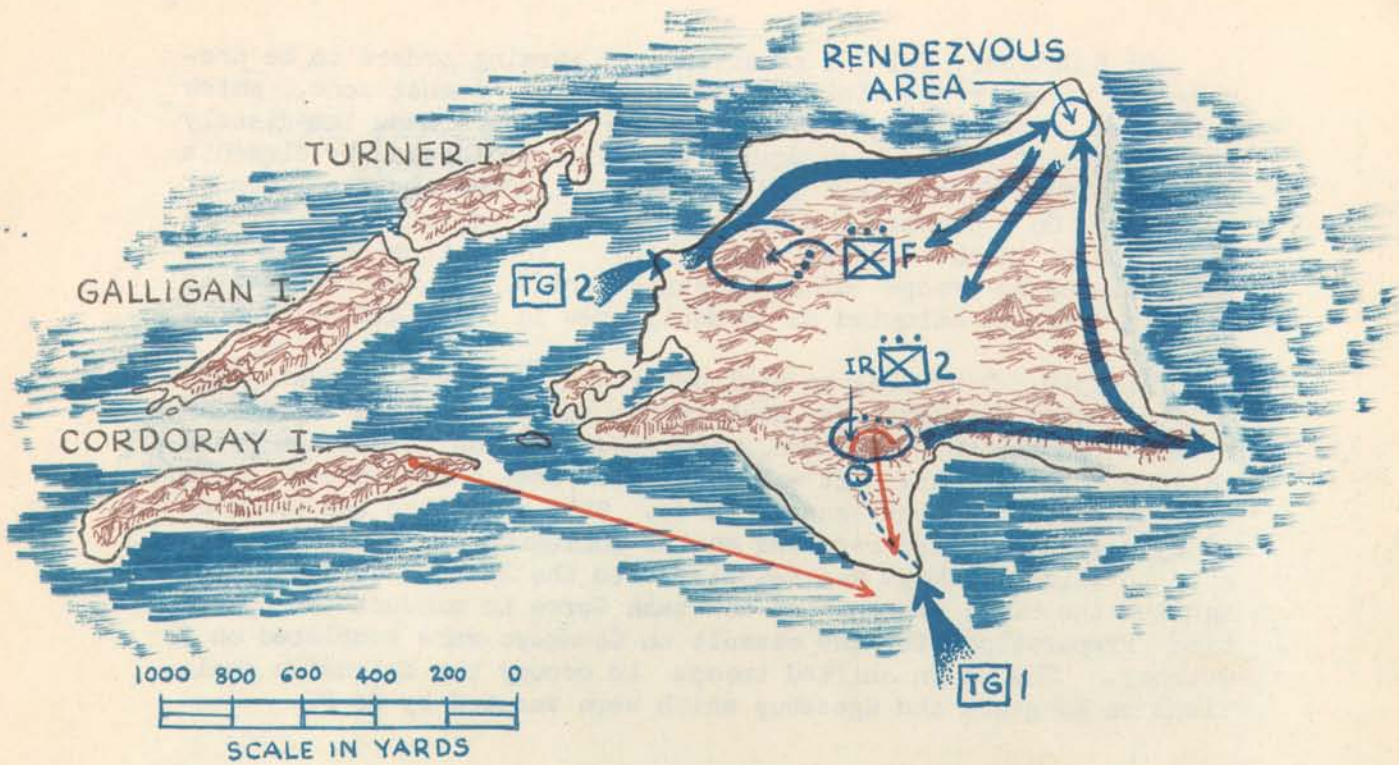 RENDEZVOUS
AREA
TURNER I.
GALLIGAN I.
CORDORAY I.
TG 2
F
IR 2
TG 1
1000 800 600 400 200 0
SCALE IN YARDS